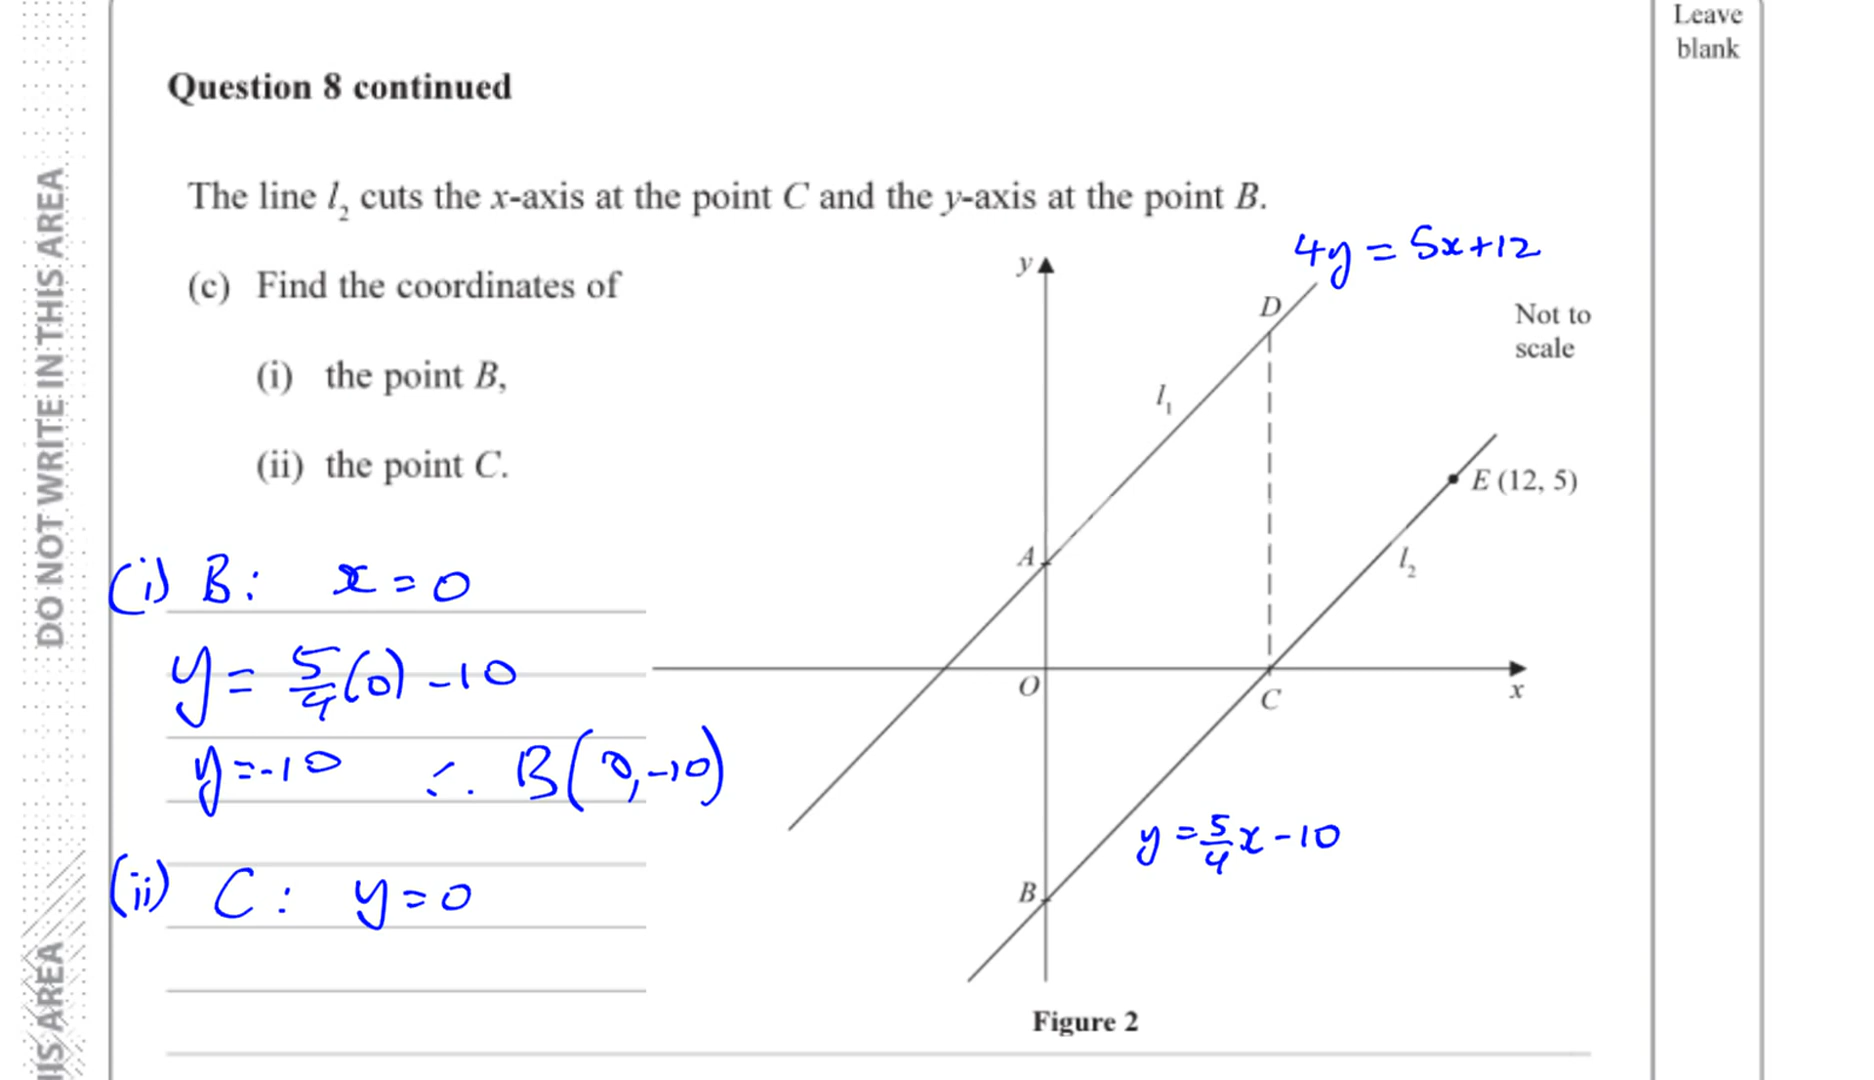 Leave
blank
Question 8 continued
The line l₂ cuts the x-axis at the point C and the y-axis at the point B.
(c) Find the coordinates of
(i) the point B,
(ii) the point C.
4y = 5x+12
y
D
Not to
scale
l₁
E (12, 5)
A
l₂
O
C
x
B
y = 5/4 x - 10
Figure 2
(i) B: x = 0
y = 5/4 (0) - 10
y = -10 ∴ B(0, -10)
(ii) C: y = 0
DO NOT WRITE IN THIS AREA
IS AREA